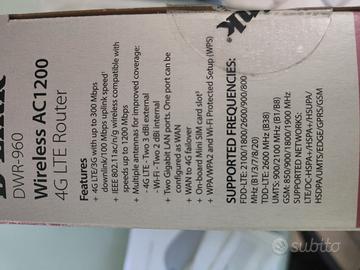 D-Link
DWR-960
Wireless AC1200
4G LTE Router
Features
• 4G LTE/3G with up to 300 Mbps
downlink/100 Mbps uplink speed¹
• IEEE 802.11ac/n/g wireless compatible with
speeds up to 1200 Mbps
• Multiple antennas for improved coverage:
- 4G LTE - Two 3 dBi external
- Wi-Fi - Two 2 dBi internal
• Two Gigabit LAN ports. One port can be
configured as WAN
• WAN to 4G failover
• On-board Mini SIM card slot³
• WPA, WPA2 and Wi-Fi Protected Setup (WPS)
SUPPORTED FREQUENCIES:
FDD-LTE: 2100/1800/2600/900/800
MHz (B1/3/7/8/20)
TDD-LTE: 2600 MHz (B38)
UMTS: 900/2100 MHz (B1/B8)
GSM: 850/900/1800/1900 MHz
SUPPORTED NETWORKS:
LTE/DC-HSPA+/HSPA+/HSUPA/
HSDPA/UMTS/EDGE/GPRS/GSM
subito